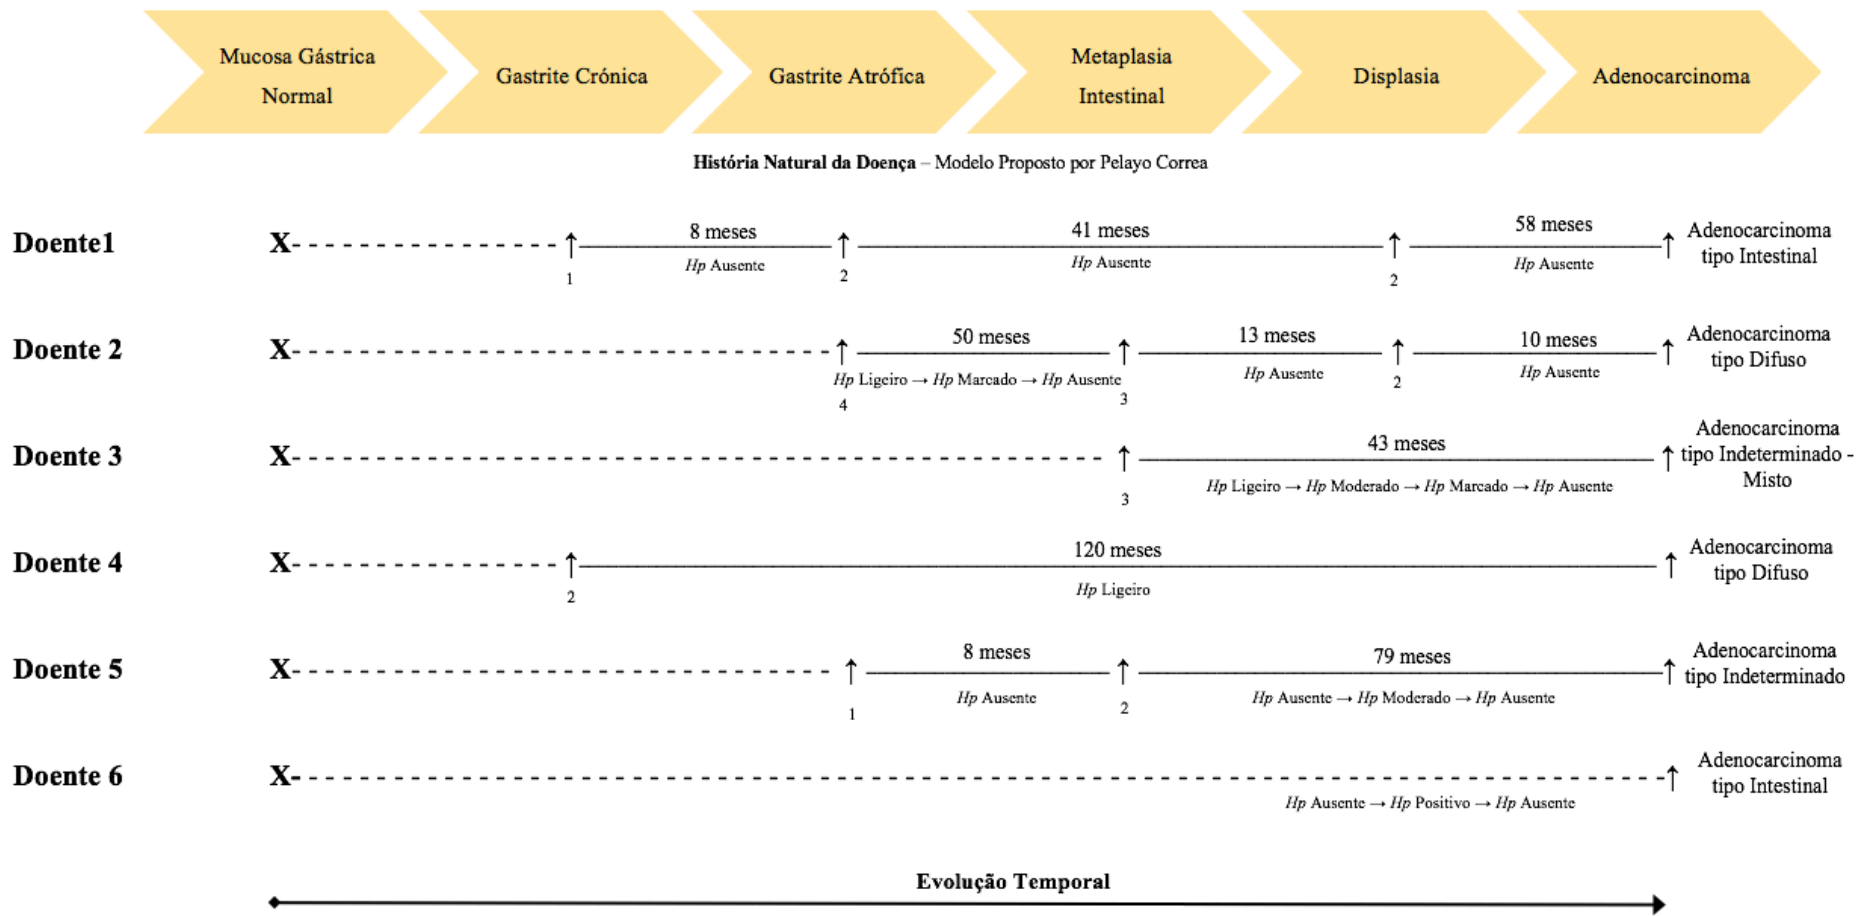 Mucosa Gástrica
Normal
Gastrite Crónica
Gastrite Atrófica
Metaplasia
Intestinal
Displasia
Adenocarcinoma
História Natural da Doença – Modelo Proposto por Pelayo Correa
Doente1
X
8 meses
41 meses
58 meses
Hp Ausente
Hp Ausente
Hp Ausente
1
2
2
Adenocarcinoma
tipo Intestinal
Doente 2
X
50 meses
13 meses
10 meses
Hp Ligeiro → Hp Marcado → Hp Ausente
Hp Ausente
Hp Ausente
4
3
2
Adenocarcinoma
tipo Difuso
Doente 3
X
43 meses
Hp Ligeiro → Hp Moderado → Hp Marcado → Hp Ausente
3
Adenocarcinoma
tipo Indeterminado -
Misto
Doente 4
X
120 meses
Hp Ligeiro
2
Adenocarcinoma
tipo Difuso
Doente 5
X
8 meses
79 meses
Hp Ausente
Hp Ausente → Hp Moderado → Hp Ausente
1
2
Adenocarcinoma
tipo Indeterminado
Doente 6
X
Hp Ausente → Hp Positivo → Hp Ausente
Adenocarcinoma
tipo Intestinal
Evolução Temporal